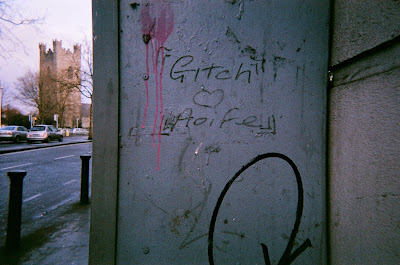 "Gitch"
♡
[Aoife]